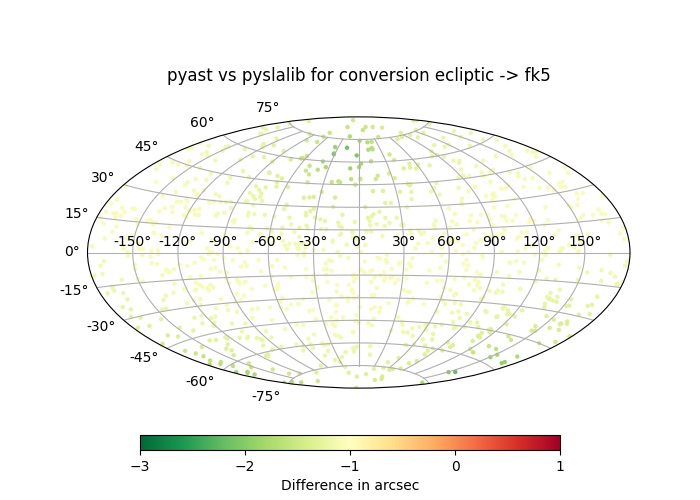 pyast vs pyslalib for conversion ecliptic -> fk5
75°
60°
45°
30°
15°
-150° -120° -90° -60° -30° 0° 30° 60° 90° 120° 150°
0°
-15°
-30°
-45°
-60°
-75°
−3 −2 −1 0 1
Difference in arcsec